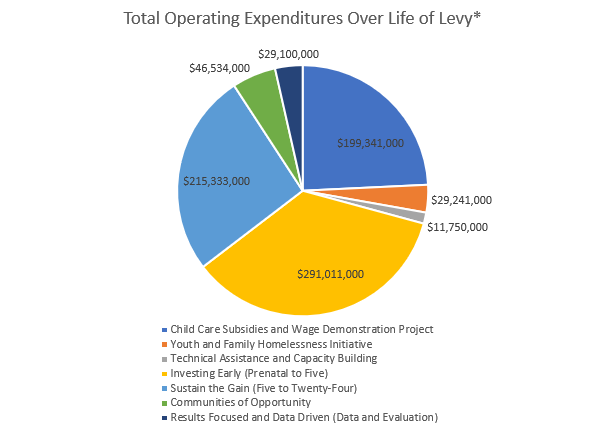 Total Operating Expenditures Over Life of Levy*
$29,100,000
$46,534,000
$199,341,000
$215,333,000
$29,241,000
$11,750,000
$291,011,000
Child Care Subsidies and Wage Demonstration Project
Youth and Family Homelessness Initiative
Technical Assistance and Capacity Building
Investing Early (Prenatal to Five)
Sustain the Gain (Five to Twenty-Four)
Communities of Opportunity
Results Focused and Data Driven (Data and Evaluation)